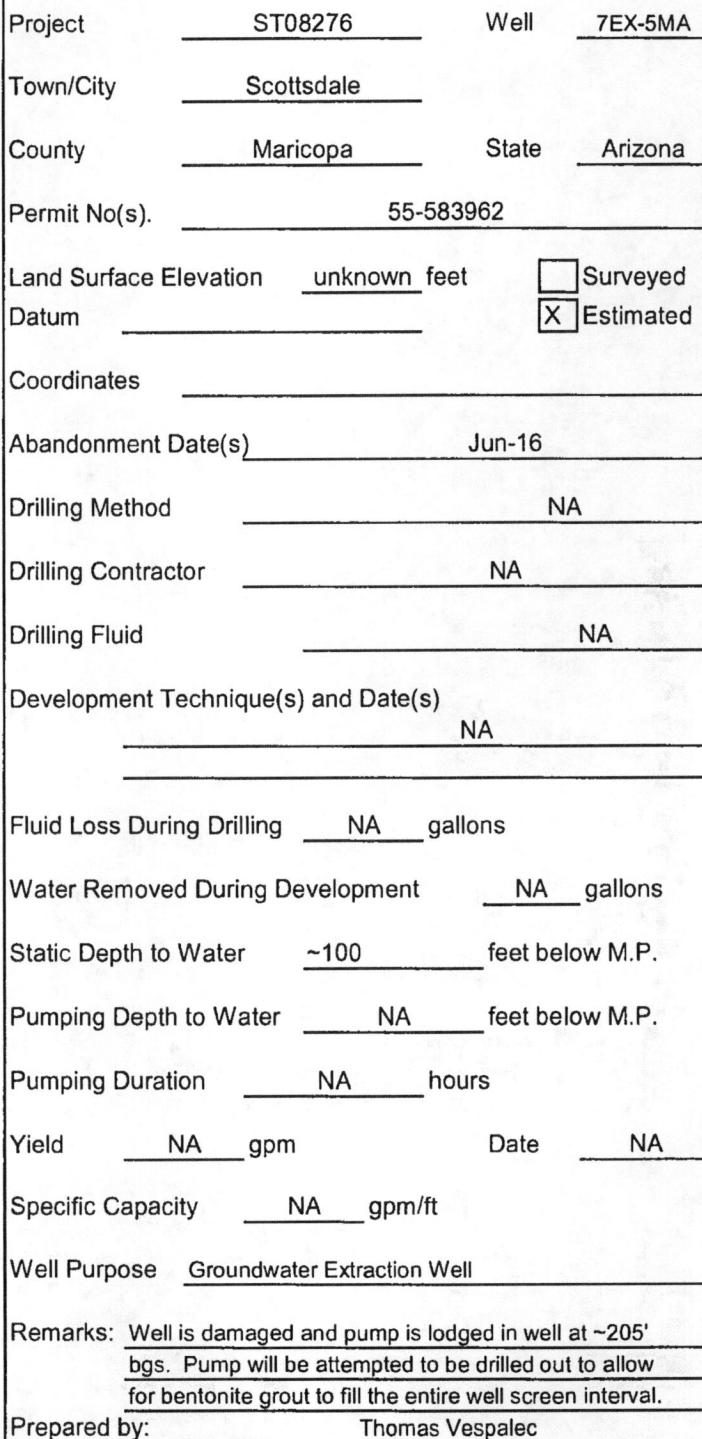 Project ST08276 Well 7EX-5MA
Town/City Scottsdale
County Maricopa State Arizona
Permit No(s). 55-583962
Land Surface Elevation unknown feet Surveyed
Datum X Estimated
Coordinates
Abandonment Date(s) Jun-16
Drilling Method NA
Drilling Contractor NA
Drilling Fluid NA
Development Technique(s) and Date(s)
NA
Fluid Loss During Drilling NA gallons
Water Removed During Development NA gallons
Static Depth to Water ~100 feet below M.P.
Pumping Depth to Water NA feet below M.P.
Pumping Duration NA hours
Yield NA gpm Date NA
Specific Capacity NA gpm/ft
Well Purpose Groundwater Extraction Well
Remarks: Well is damaged and pump is lodged in well at ~205'
bgs. Pump will be attempted to be drilled out to allow
for bentonite grout to fill the entire well screen interval.
Prepared by: Thomas Vespalec